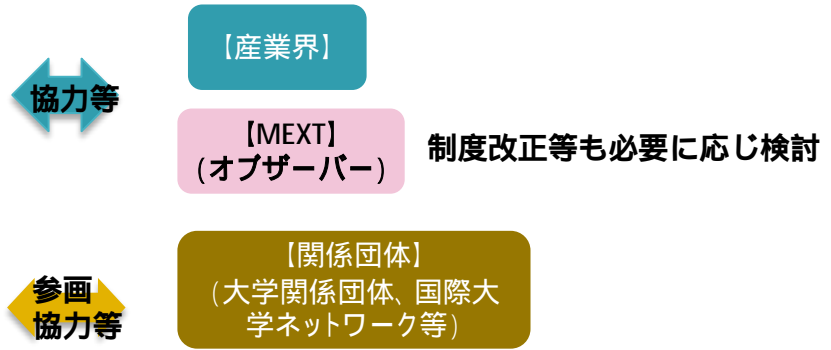 【産業界】
協力等
【MEXT】
(オブザーバー)
制度改正等も必要に応じ検討
【関係団体】
(大学関係団体、国際大
学ネットワーク等)
参画
協力等